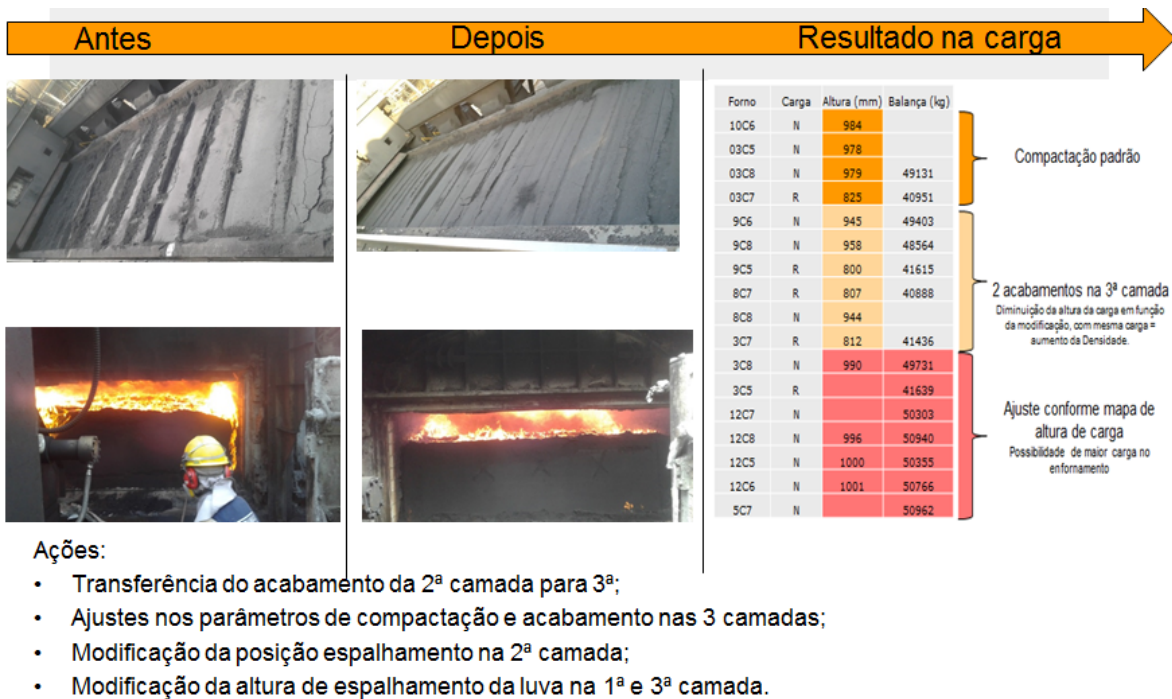 Antes Depois Resultado na carga
Forno Carga Altura (mm) Balança (kg)
10C6 N 984
03C5 N 978
03C8 N 979 49131
03C7 R 825 40951
9C6 N 945 49403
9C8 N 958 48564
9C5 R 800 41615
8C7 R 807 40888
8C8 N 944
3C7 R 812 41436
3C8 N 990 49731
3C5 R 41639
12C7 N 50303
12C8 N 996 50940
12C5 N 1000 50355
12C6 N 1001 50766
5C7 N 50962
Compactação padrão
2 acabamentos na 3ª camada
Diminuição da altura da carga em função
da modificação, com mesma carga =
aumento da Densidade.
Ajuste conforme mapa de
altura de carga
Possibilidade de maior carga no
enfornamento
Ações:
• Transferência do acabamento da 2ª camada para 3ª;
• Ajustes nos parâmetros de compactação e acabamento nas 3 camadas;
• Modificação da posição espalhamento na 2ª camada;
• Modificação da altura de espalhamento da luva na 1ª e 3ª camada.